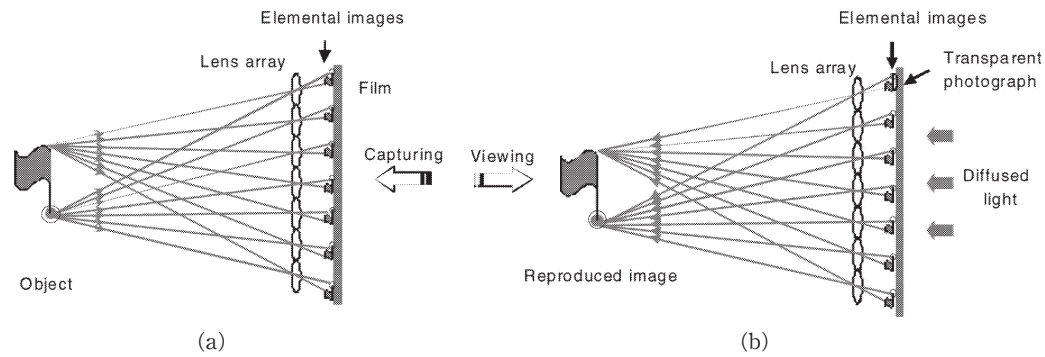 Elemental images
Lens array
Film
Capturing
Object
(a)
Elemental images
Lens array
Transparent
photograph
Viewing
Diffused
light
Reproduced image
(b)